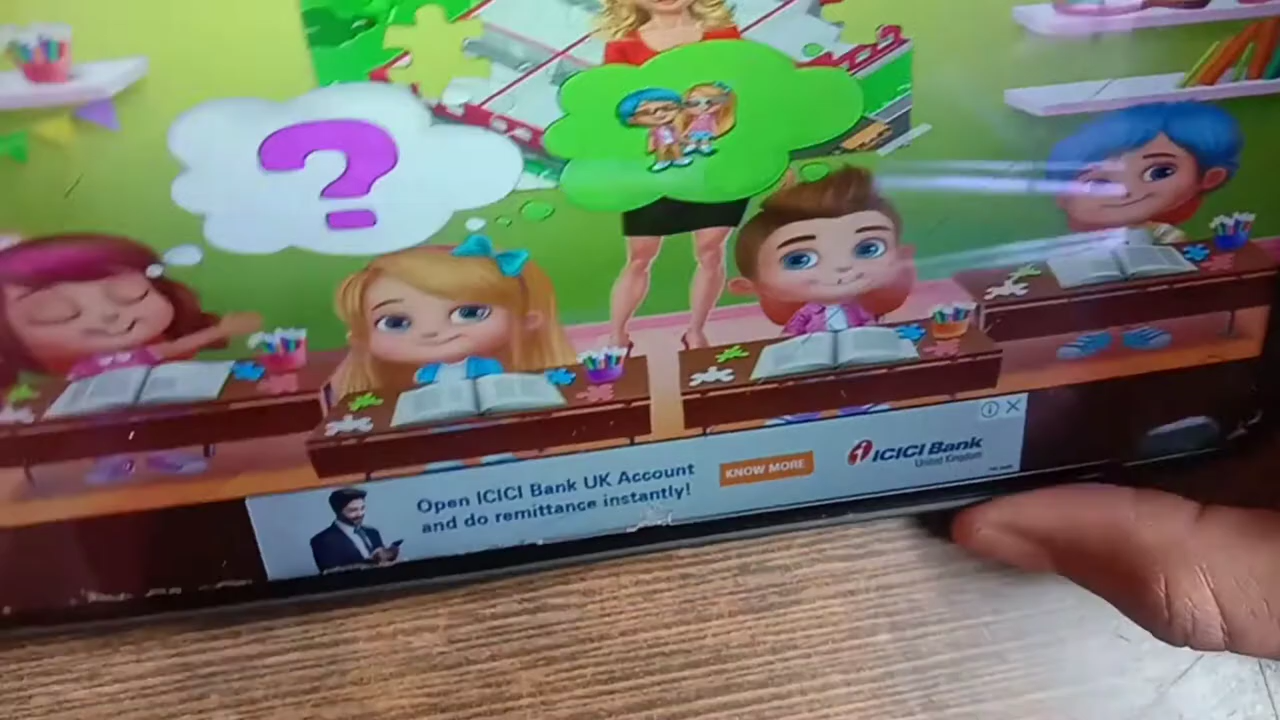 ?
Open ICICI Bank UK Account
and do remittance instantly!
KNOW MORE
ICICI Bank
United Kingdom